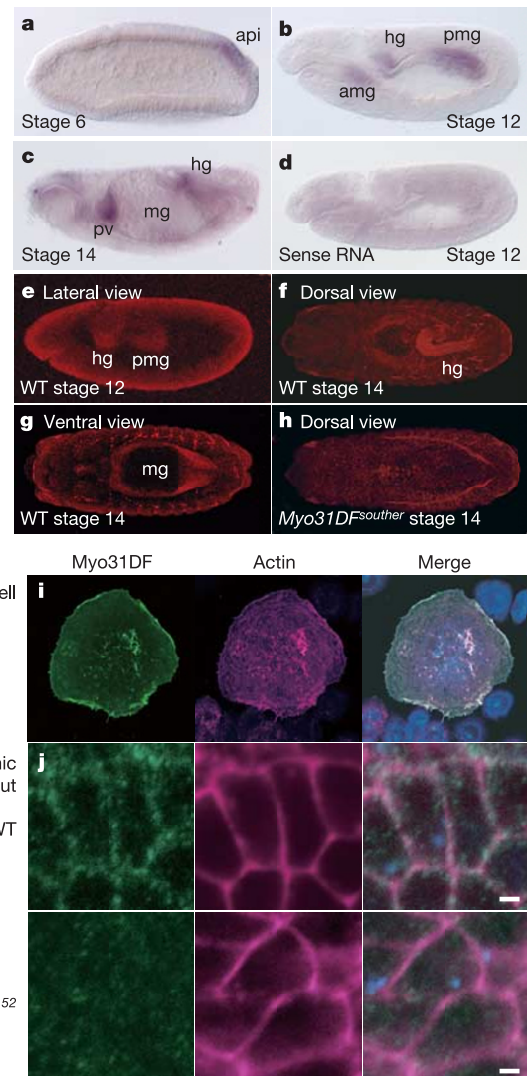 a
api
Stage 6
b
hg
pmg
amg
Stage 12
c
hg
mg
pv
Stage 14
d
Sense RNA
Stage 12
e Lateral view
hg
pmg
WT stage 12
f Dorsal view
hg
WT stage 14
g Ventral view
mg
WT stage 14
h Dorsal view
Myo31DFsouther stage 14
Myo31DF Actin Merge
ell
i
j
nic
ut
WT
52